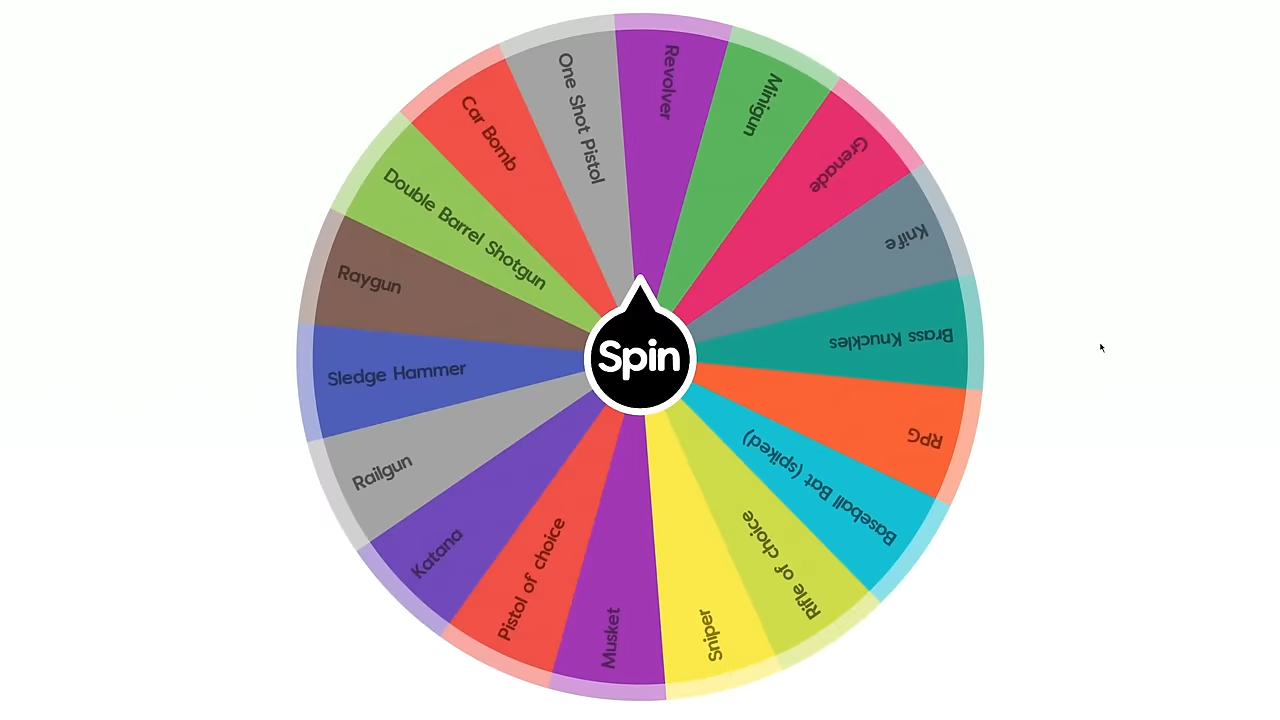 Revolver
Minigun
Grenade
Knife
Brass Knuckles
RPG
Baseball Bat (spiked)
Rifle of choice
Sniper
Musket
Pistol of choice
Katana
Railgun
Sledge Hammer
Raygun
Double Barrel Shotgun
Car Bomb
One Shot Pistol
Spin